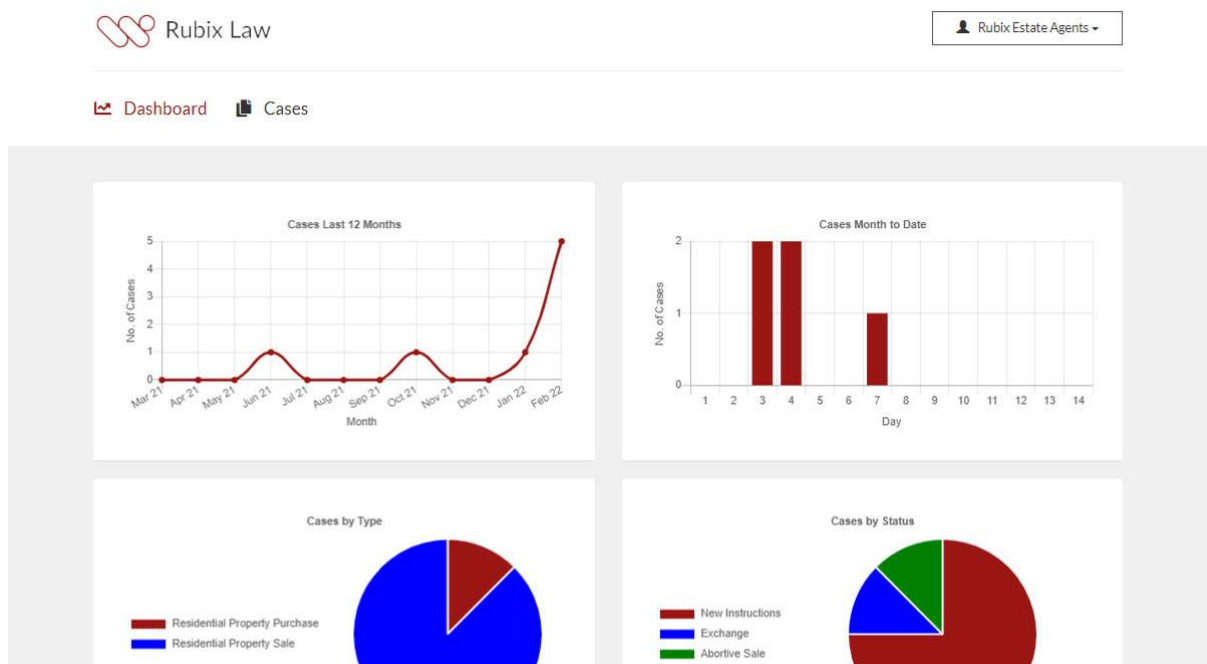 Rubix Law
Rubix Estate Agents
Dashboard
Cases
Cases Last 12 Months
5
4
3
2
1
0
No. of Cases
Mar 21 Apr 21 May 21 Jun 21 Jul 21 Aug 21 Sep 21 Oct 21 Nov 21 Dec 21 Jan 22 Feb 22
Month
Cases Month to Date
2
1
0
No. of Cases
1 2 3 4 5 6 7 8 9 10 11 12 13 14
Day
Cases by Type
Residential Property Purchase
Residential Property Sale
Cases by Status
New Instructions
Exchange
Abortive Sale